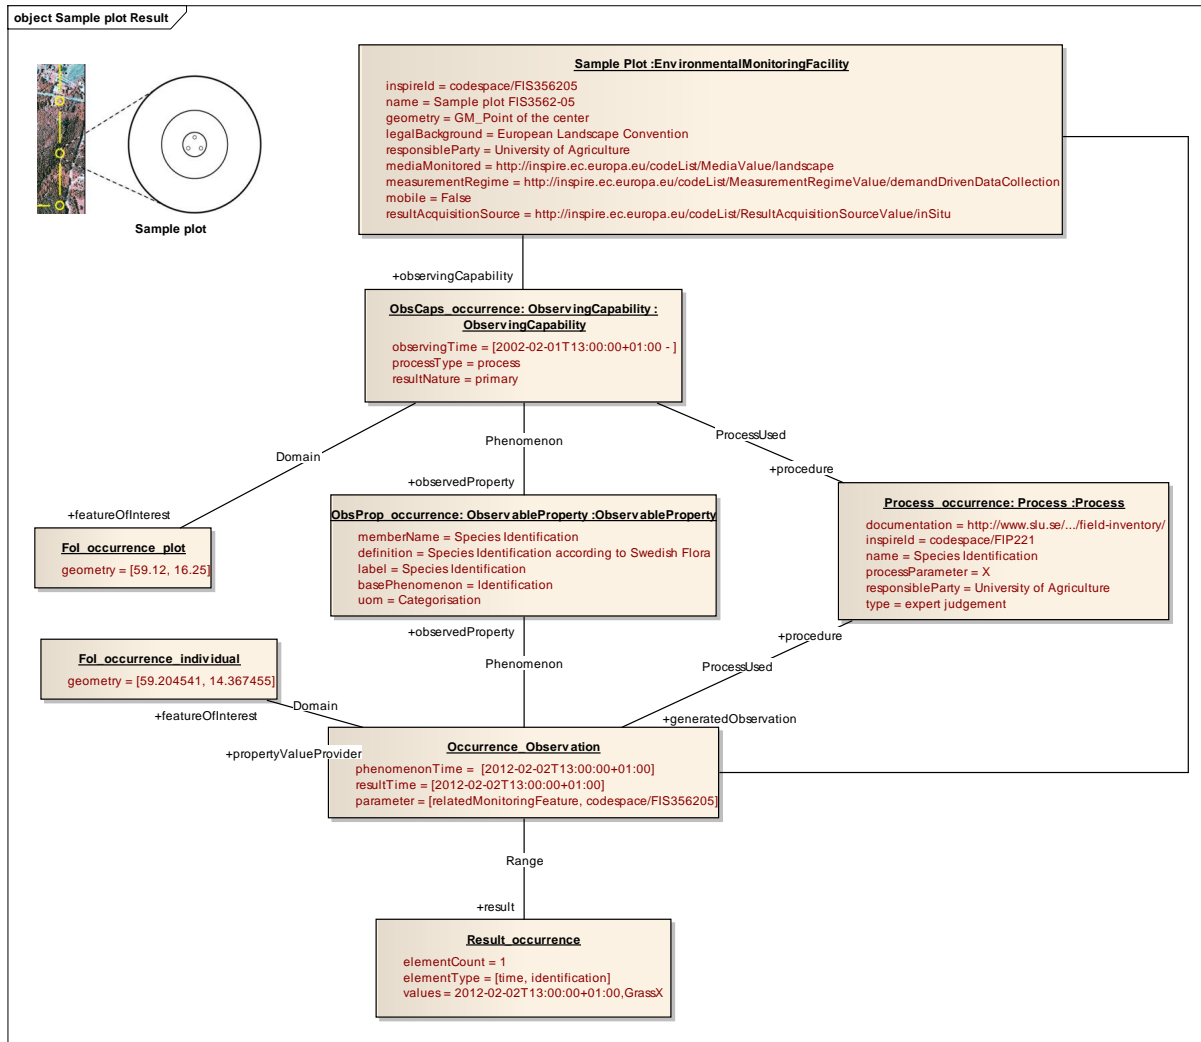 object Sample plot Result
Sample plot
Sample Plot :EnvironmentalMonitoringFacility
inspireId = codespace/FIS356205
name = Sample plot FIS3562-05
geometry = GM_Point of the center
legalBackground = European Landscape Convention
responsibleParty = University of Agriculture
mediaMonitored = http://inspire.ec.europa.eu/codeList/MediaValue/landscape
measurementRegime = http://inspire.ec.europa.eu/codeList/MeasurementRegimeValue/demandDrivenDataCollection
mobile = False
resultAcquisitionSource = http://inspire.ec.europa.eu/codeList/ResultAcquisitionSourceValue/inSitu
+observingCapability
ObsCaps_occurrence: ObservingCapability :
ObservingCapability
observingTime = [2002-02-01T13:00:00+01:00 - ]
processType = process
resultNature = primary
Domain
+featureOfInterest
Phenomenon
+observedProperty
ProcessUsed
+procedure
FoI_occurrence_plot
geometry = [59.12, 16.25]
ObsProp_occurrence: ObservableProperty :ObservableProperty
memberName = Species Identification
definition = Species Identification according to Swedish Flora
label = Species Identification
basePhenomenon = Identification
uom = Categorisation
Process_occurrence: Process :Process
documentation = http://www.slu.se/.../field-inventory/
inspireId = codespace/FIP221
name = Species Identification
processParameter = X
responsibleParty = University of Agriculture
type = expert judgement
FoI_occurrence_individual
geometry = [59.204541, 14.367455]
Domain
+featureOfInterest
+propertyValueProvider
+observedProperty
Phenomenon
+procedure
ProcessUsed
+generatedObservation
Occurrence_Observation
phenomenonTime =  [2012-02-02T13:00:00+01:00]
resultTime = [2012-02-02T13:00:00+01:00]
parameter = [relatedMonitoringFeature, codespace/FIS356205]
Range
+result
Result_occurrence
elementCount = 1
elementType = [time, identification]
values = 2012-02-02T13:00:00+01:00,GrassX